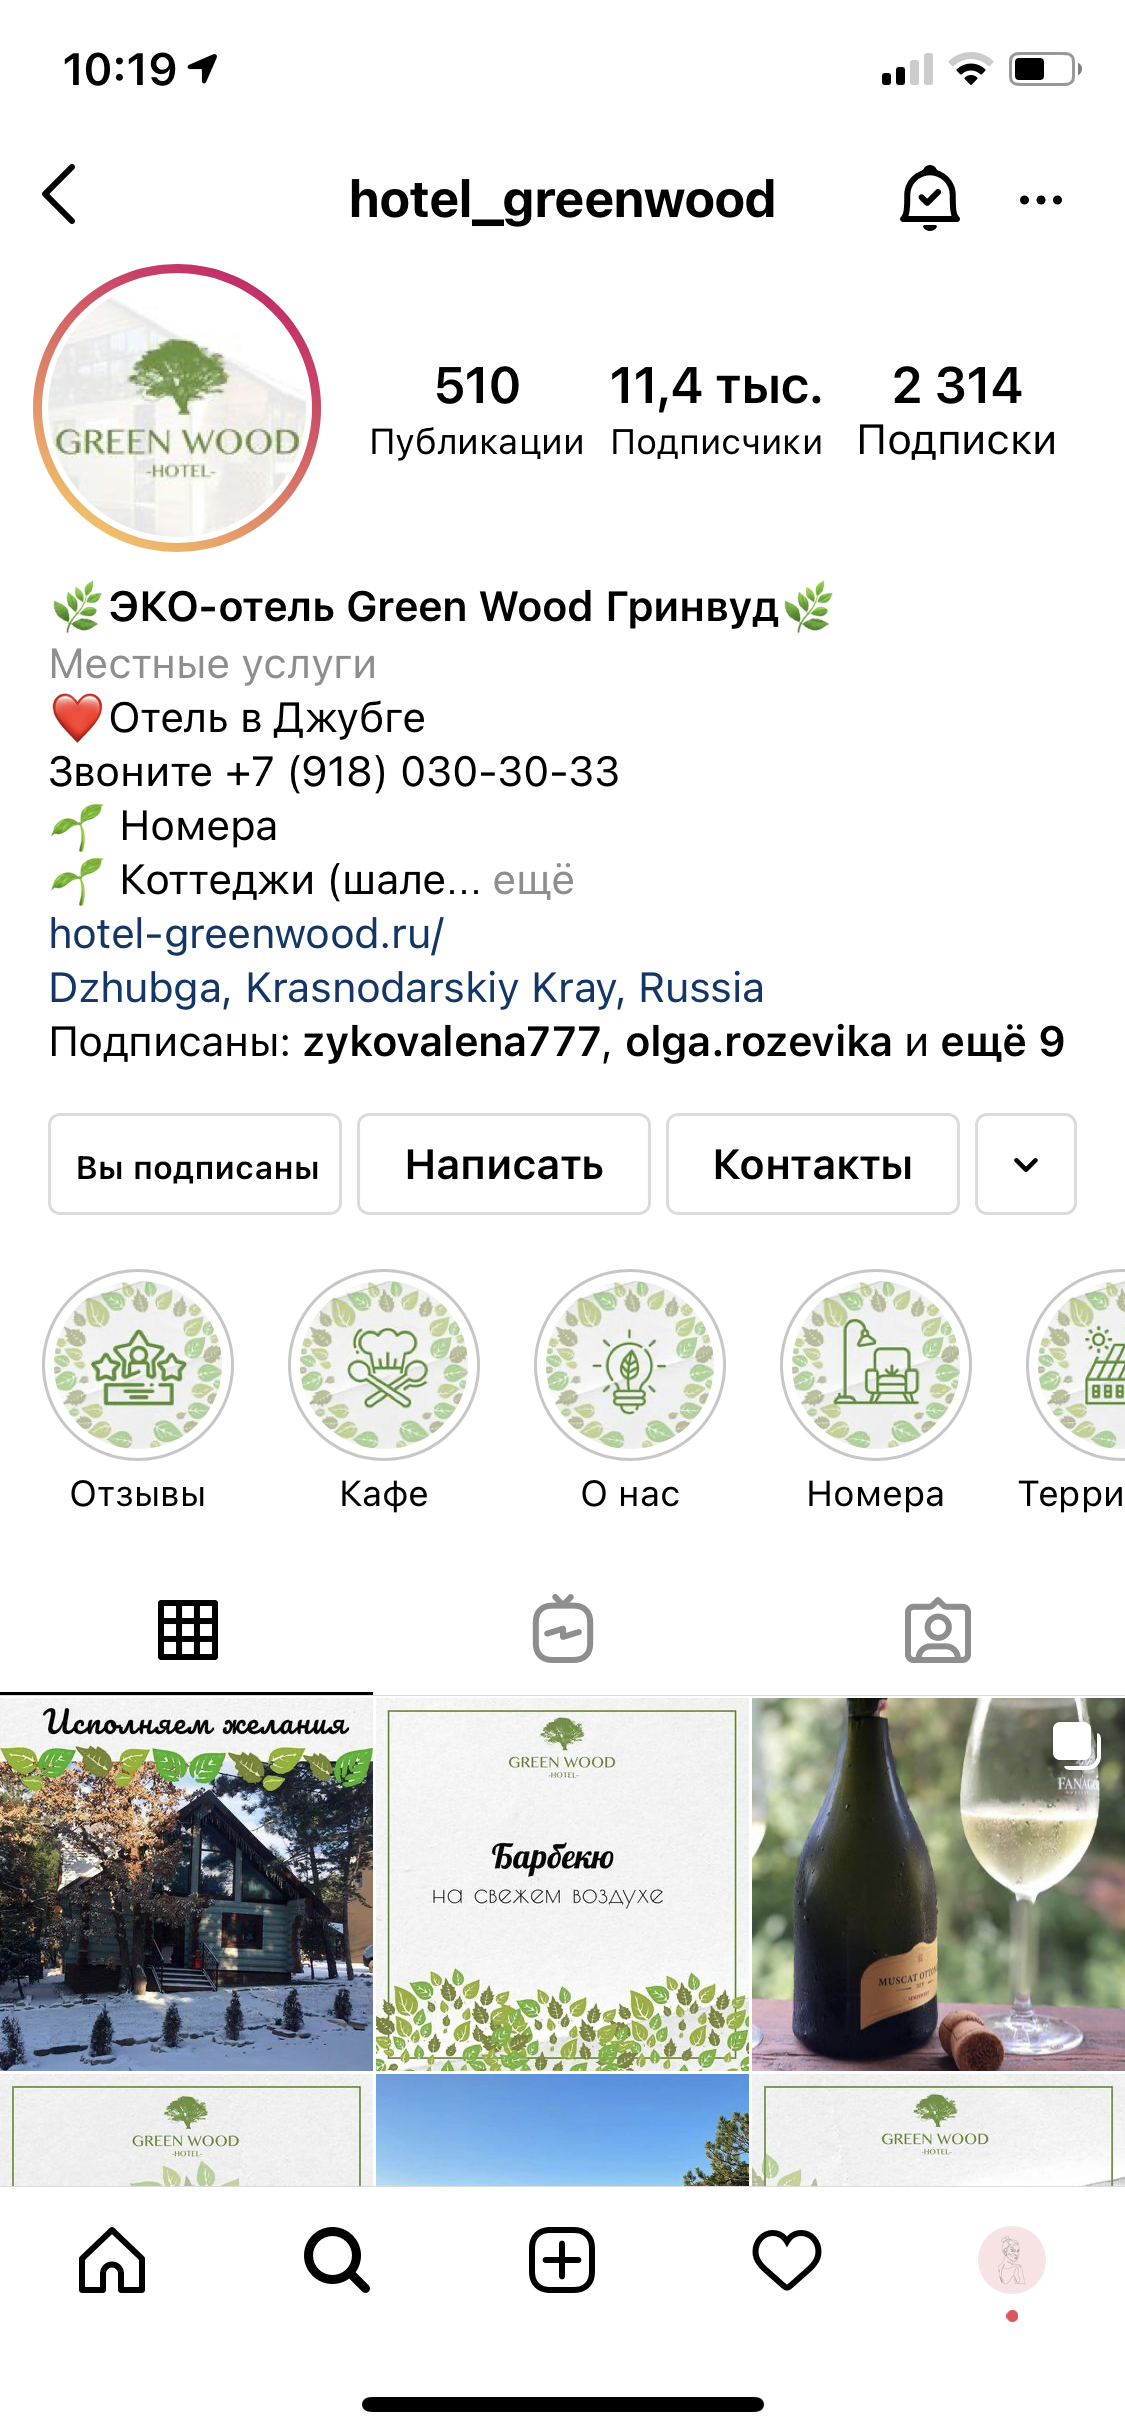 10:19
hotel_greenwood
GREEN WOOD
-HOTEL-
510
Публикации
11,4 тыс.
Подписчики
2 314
Подписки
🌿ЭКО-отель Green Wood Гринвуд🌿
Местные услуги
❤️Отель в Джубге
Звоните +7 (918) 030-30-33
🌱 Номера
🌱 Коттеджи (шале... ещё
hotel-greenwood.ru/
Dzhubga, Krasnodarskiy Kray, Russia
Подписаны: zykovalena777, olga.rozevika и ещё 9
Вы подписаны
Написать
Контакты
Отзывы
Кафе
О нас
Номера
Терри
Исполняем желания
GREEN WOOD
-HOTEL-
Барбекю
на свежем воздухе
FANAG
MUSCAT OTTON
GREEN WOOD
-HOTEL-
GREEN WOOD
-HOTEL-